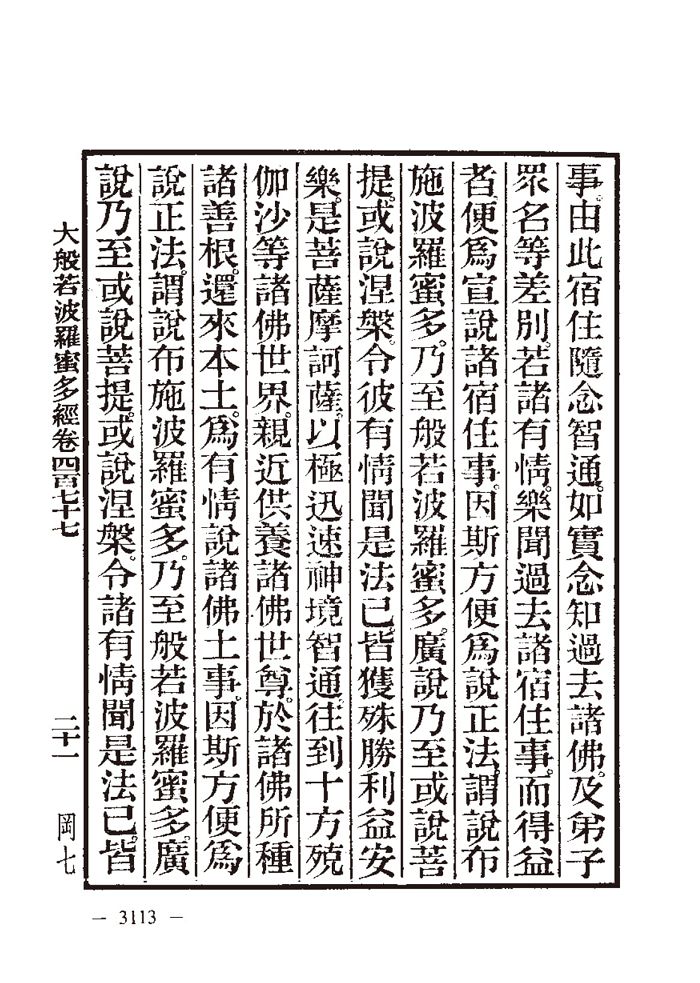 事。由此宿住隨念智通。如實念知過去諸佛。及弟子
眾名等差別。若諸有情。樂聞過去諸宿住事。而得益
者。便爲宣說諸宿住事。因斯方便爲說正法。謂說布
施波羅蜜多。乃至般若波羅蜜多。廣說乃至或說菩
提。或說涅槃。令彼有情聞是法已。皆獲殊勝利益安
樂。是菩薩摩訶薩。以極迅速神境智通。往到十方殑
伽沙等諸佛世界。親近供養諸佛世尊。於諸佛所種
諸善根。還來本土。爲有情說諸佛土事。因斯方便爲
說正法。謂說布施波羅蜜多。乃至般若波羅蜜多。廣
說乃至或說菩提。或說涅槃。令諸有情聞是法已。皆
大般若波羅蜜多經卷四百七十七 二十一 岡七
— 3113 —